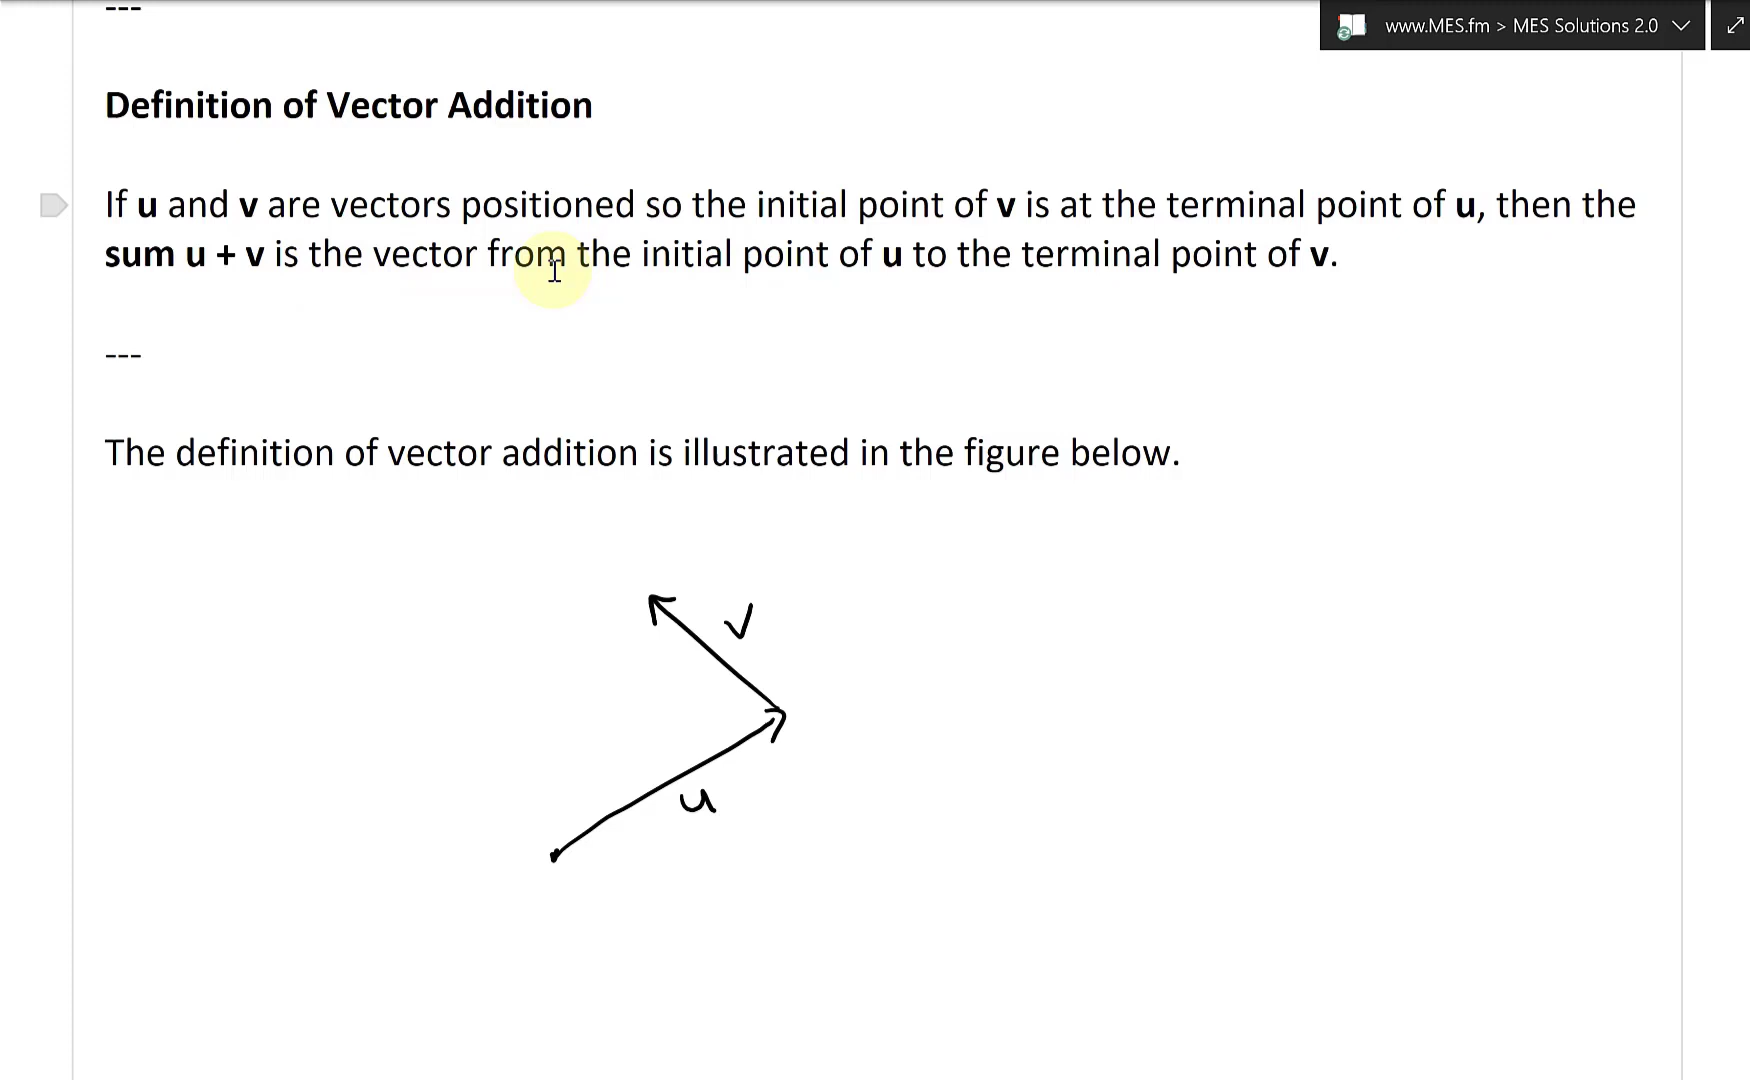 ---
www.MES.fm > MES Solutions 2.0
Definition of Vector Addition
If u and v are vectors positioned so the initial point of v is at the terminal point of u, then the
sum u + v is the vector from the initial point of u to the terminal point of v.
---
The definition of vector addition is illustrated in the figure below.
v
u